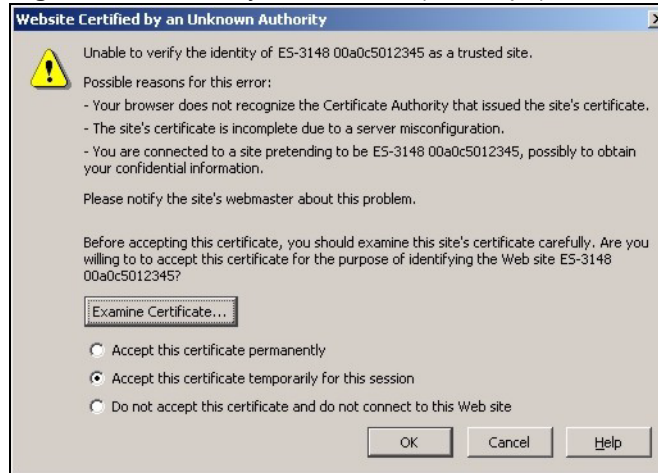 Website Certified by an Unknown Authority
Unable to verify the identity of ES-3148 00a0c5012345 as a trusted site.
Possible reasons for this error:
- Your browser does not recognize the Certificate Authority that issued the site's certificate.
- The site's certificate is incomplete due to a server misconfiguration.
- You are connected to a site pretending to be ES-3148 00a0c5012345, possibly to obtain
your confidential information.
Please notify the site's webmaster about this problem.
Before accepting this certificate, you should examine this site's certificate carefully. Are you
willing to to accept this certificate for the purpose of identifying the Web site ES-3148
00a0c5012345?
Examine Certificate...
Accept this certificate permanently
Accept this certificate temporarily for this session
Do not accept this certificate and do not connect to this Web site
OK Cancel Help